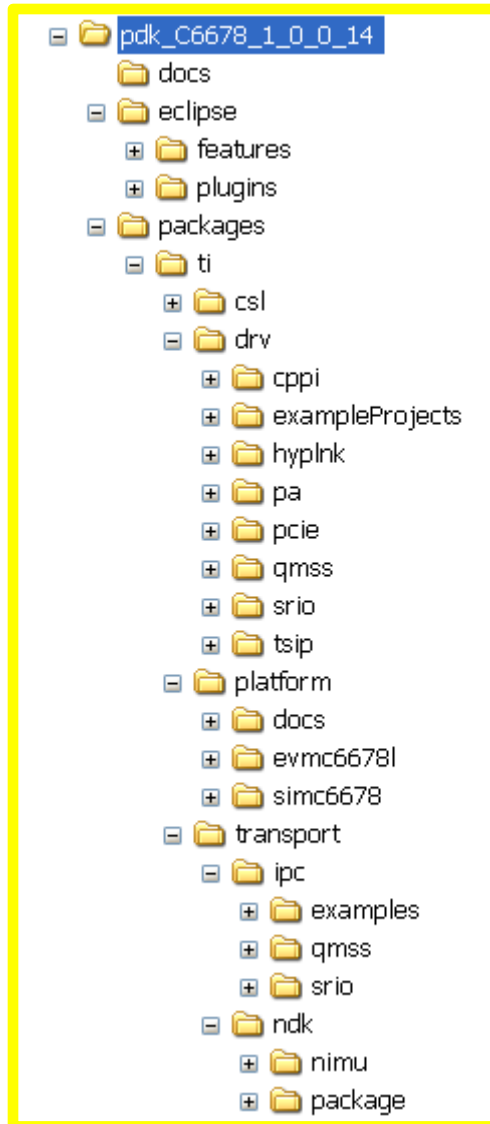 pdk_C6678_1_0_0_14
docs
eclipse
features
plugins
packages
ti
csl
drv
cppi
exampleProjects
hyplnk
pa
pcie
qmss
srio
tsip
platform
docs
evmc6678l
simc6678
transport
ipc
examples
qmss
srio
ndk
nimu
package